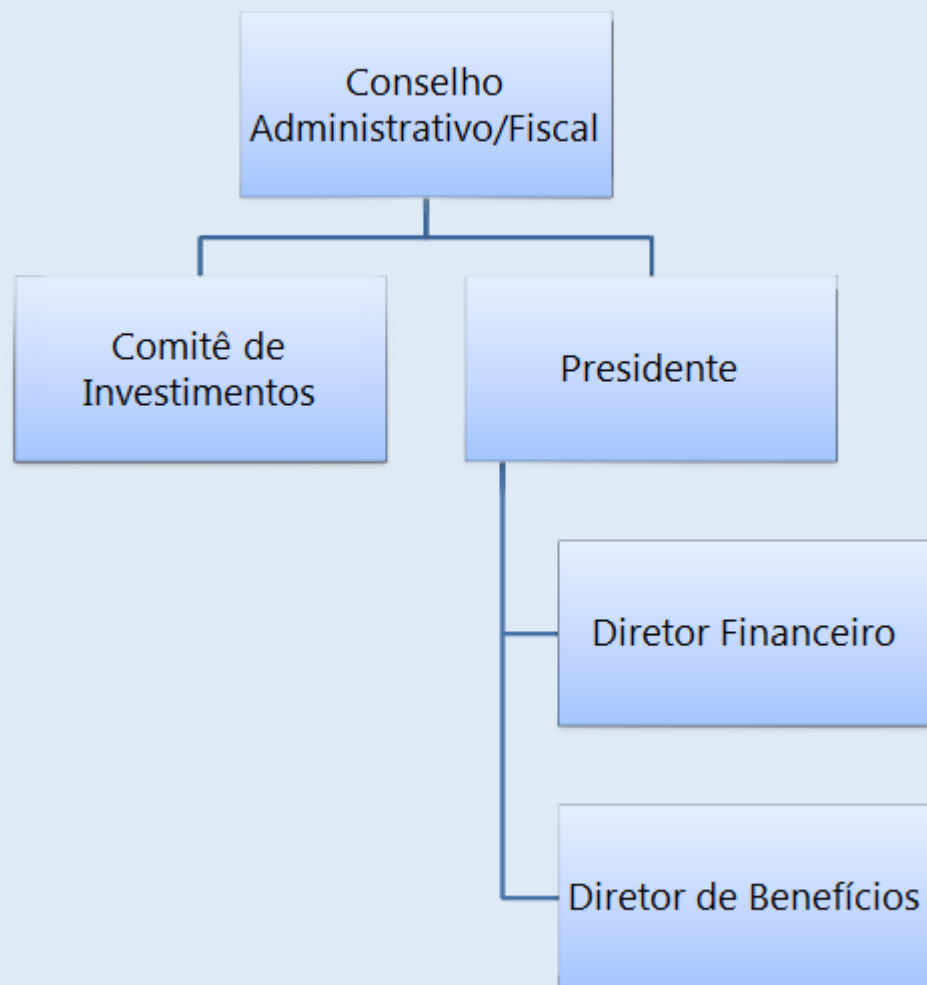 Conselho
Administrativo/Fiscal
Comitê de
Investimentos
Presidente
Diretor Financeiro
Diretor de Benefícios